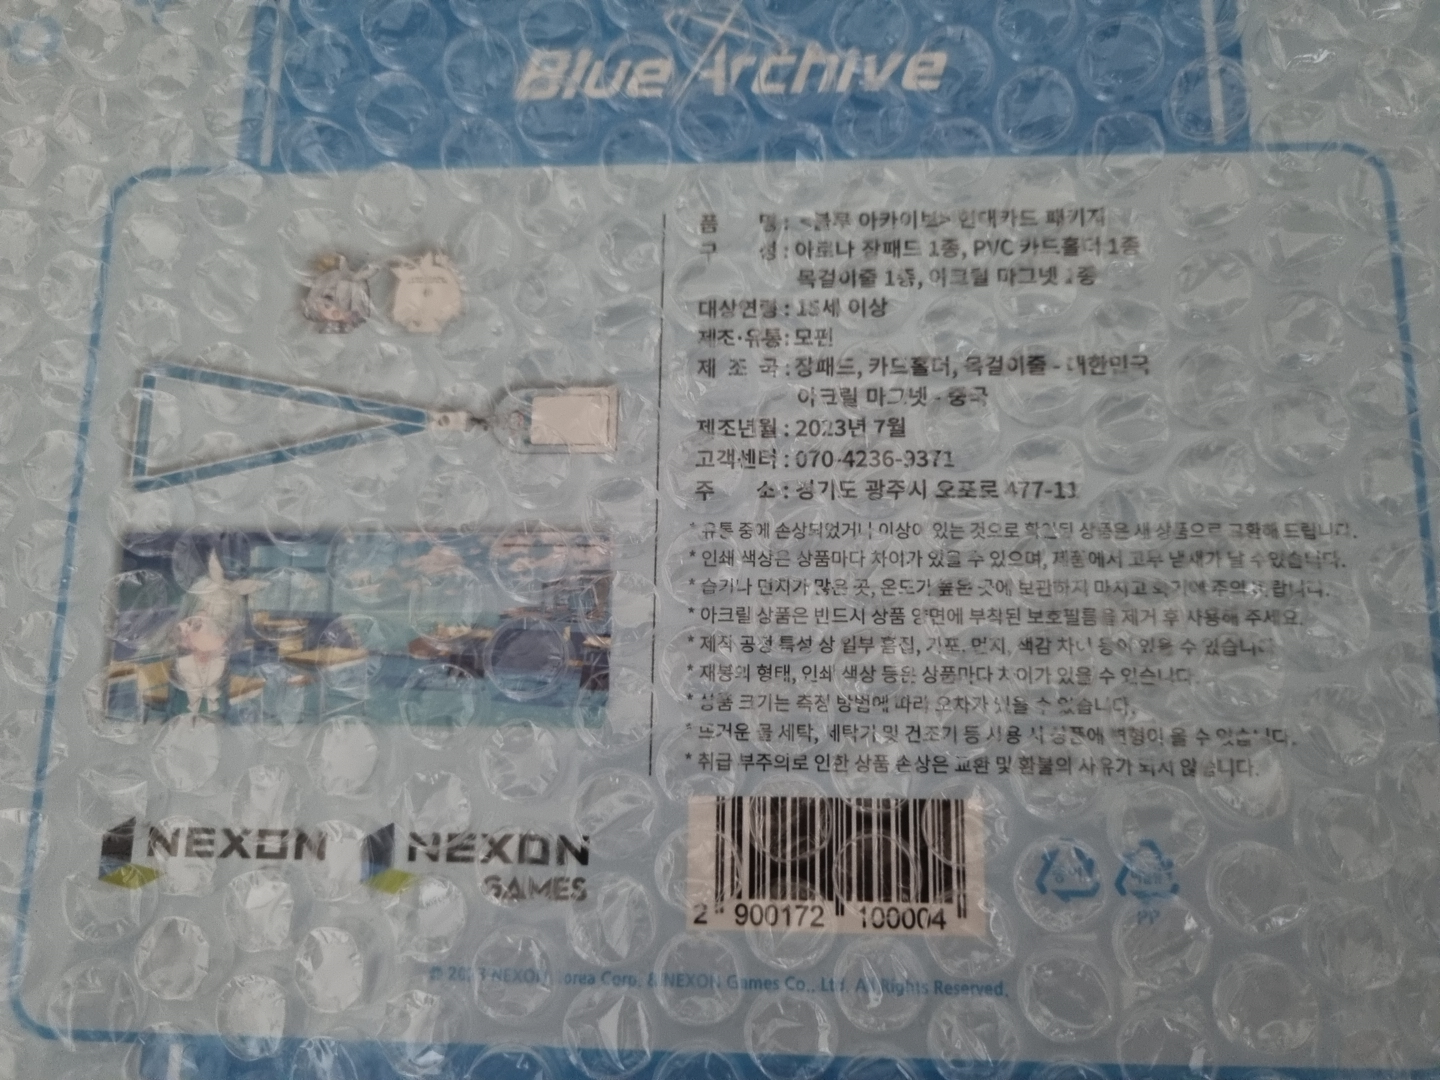 Blue Archive
품 명 : <블루 아카이브> 현대카드 패키지
구 성 : 아로나 장패드 1종, PVC 카드홀더 1종
목걸이줄 1종, 아크릴 마그넷 1종
대상연령 : 15세 이상
제조·유통 : 모펀
제 조 국 : 장패드, 카드홀더, 목걸이줄 - 대한민국
아크릴 마그넷 - 중국
제조년월 : 2023년 7월
고객센터 : 070-4236-9371
주 소 : 경기도 광주시 오포로 477-11
* 유통 중에 손상되었거나 이상이 있는 것으로 확인된 상품은 새 상품으로 교환해 드립니다.
* 인쇄 색상은 상품마다 차이가 있을 수 있으며, 제품에서 고무 냄새가 날 수 있습니다.
* 습기나 먼지가 많은 곳, 온도가 높은 곳에 보관하지 마시고 화기에 주의 바랍니다.
* 아크릴 상품은 반드시 상품 양면에 부착된 보호필름을 제거 후 사용해 주세요.
* 제작 공정 특성 상 일부 흠집, 기포, 먼지, 색감 차이 등이 있을 수 있습니다.
* 재봉의 형태, 인쇄 색상 등은 상품마다 차이가 있을 수 있습니다.
* 상품 크기는 측정 방법에 따라 오차가 있을 수 있습니다.
* 뜨거운 물 세탁, 세탁기 및 건조기 등 사용 시 상품에 변형이 올 수 있습니다.
* 취급 부주의로 인한 상품 손상은 교환 및 환불의 사유가 되지 않습니다.
NEXON
NEXON
GAMES
2 900172 100004
PP
© 2023 NEXON Korea Corp. & NEXON Games Co., Ltd. All Rights Reserved.